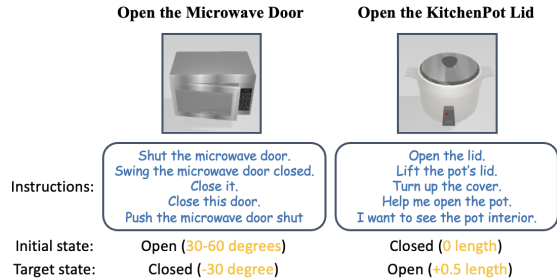 Open the Microwave Door
Open the KitchenPot Lid
Instructions:
Shut the microwave door.
Swing the microwave door closed.
Close it.
Close this door.
Push the microwave door shut
Open the lid.
Lift the pot's lid.
Turn up the cover.
Help me open the pot.
I want to see the pot interior.
Initial state:
Open (30-60 degrees)
Closed (0 length)
Target state:
Closed (-30 degree)
Open (+0.5 length)